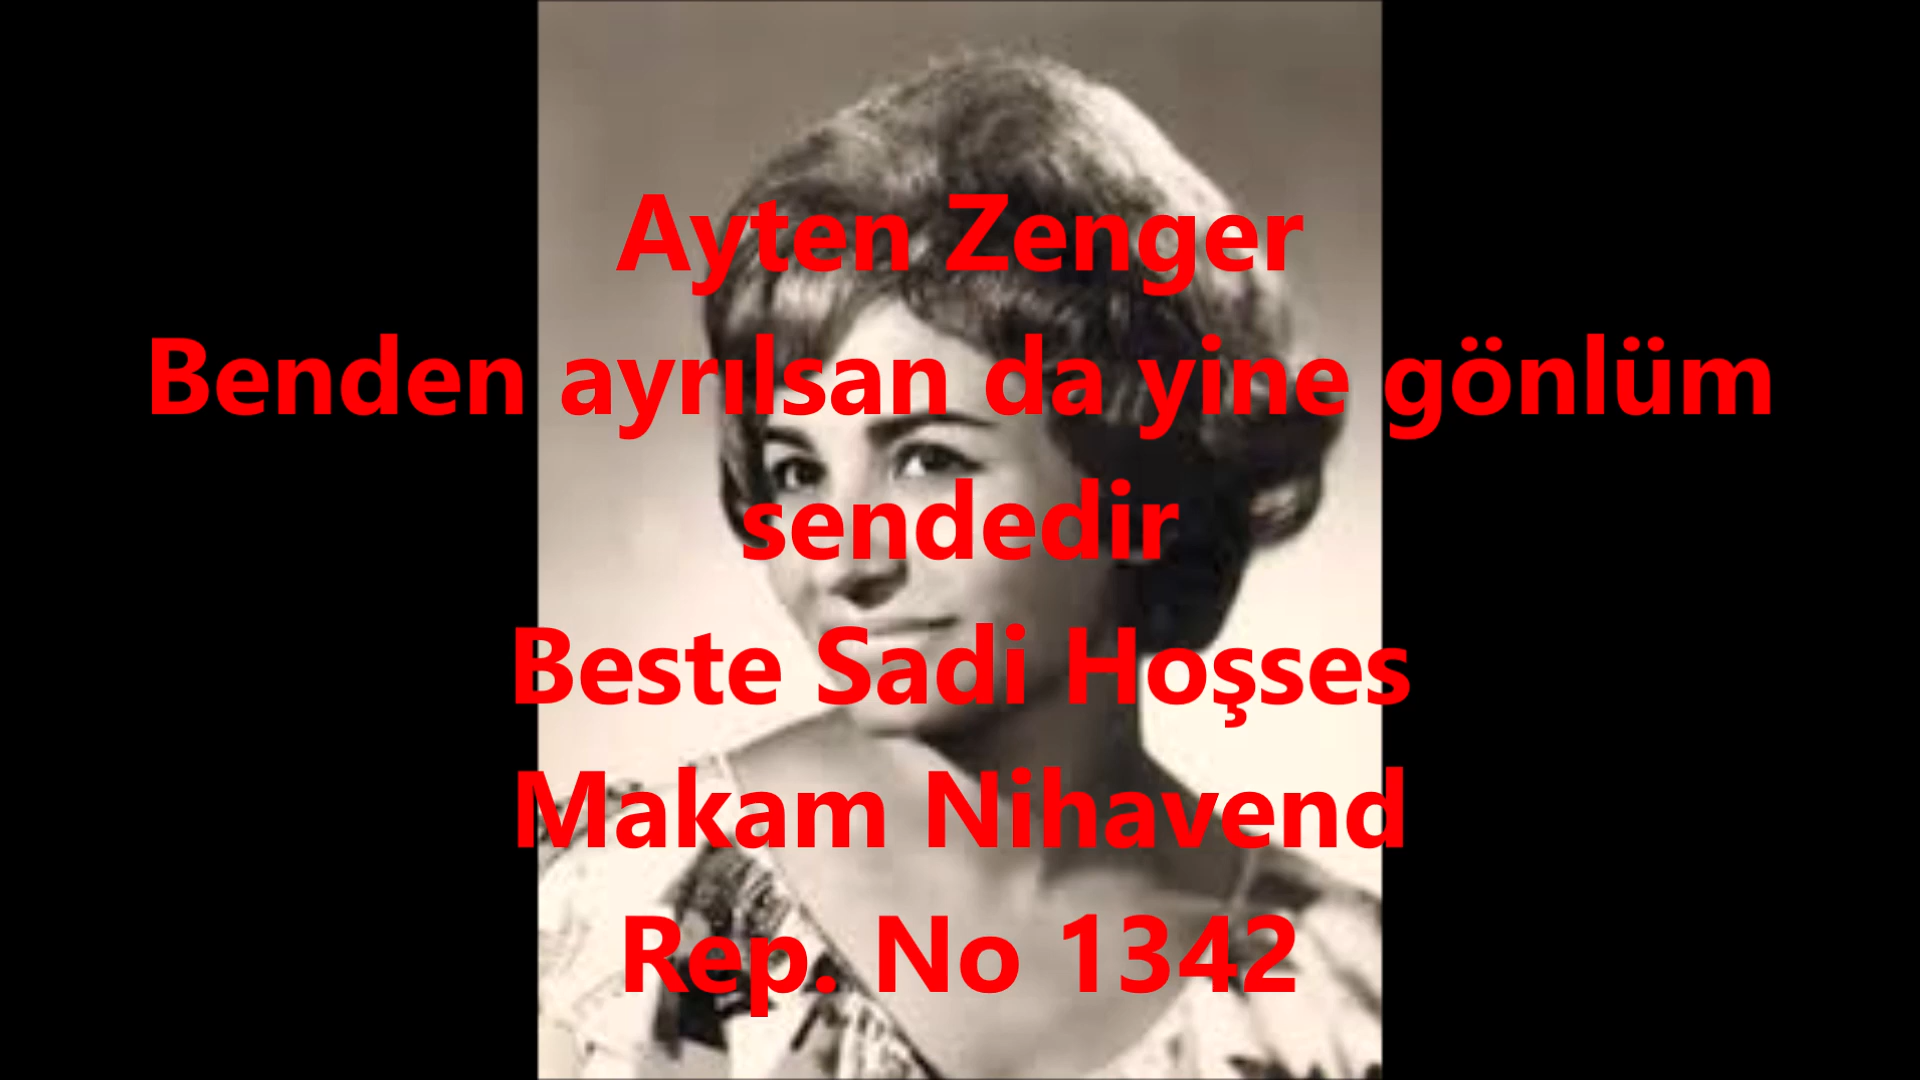 Ayten Zenger
Benden ayrılsan da yine gönlüm
sendedir
Beste Sadi Hoşses
Makam Nihavend
Rep. No 1342